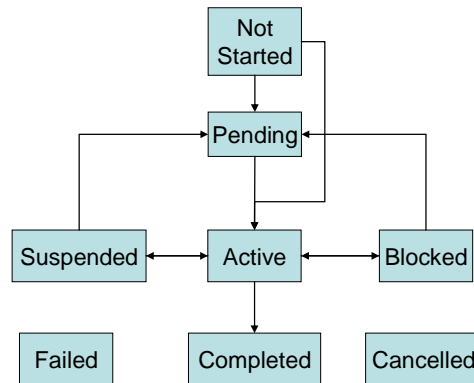 Not
Started
Pending
Suspended
Active
Blocked
Failed
Completed
Cancelled